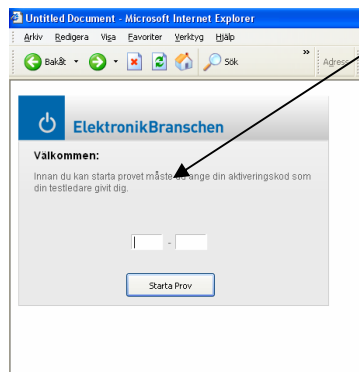 Untitled Document - Microsoft Internet Explorer
Arkiv Redigera Visa Favoriter Verktyg Hjälp
Bakåt Sök » Adress
ElektronikBranschen
Välkommen:
Innan du kan starta provet måste du ange din aktiveringskod som
din testledare givit dig.
-
Starta Prov